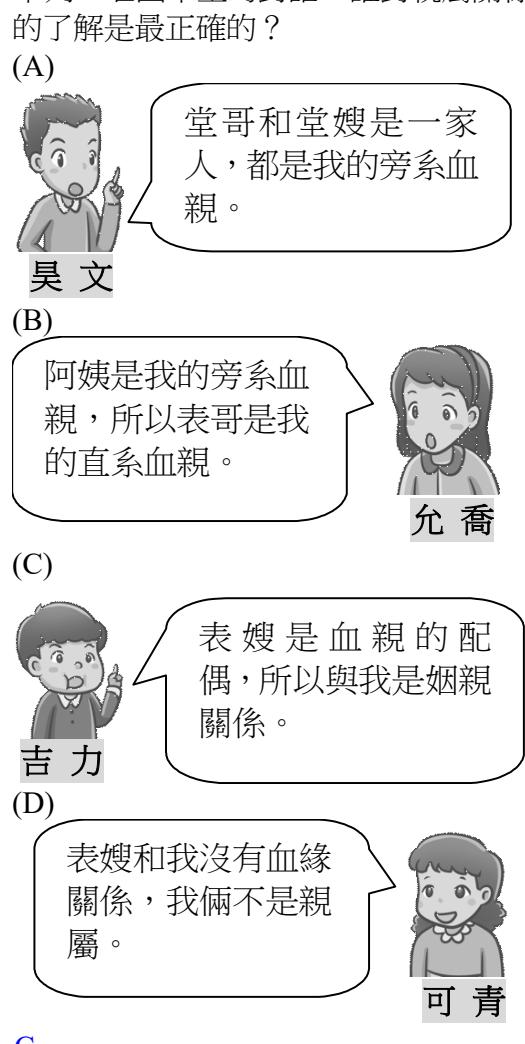 的了解是最正確的？
(A)
堂哥和堂嫂是一家
人，都是我的旁系血
親。
昊 文
(B)
阿姨是我的旁系血
親，所以表哥是我
的直系血親。
允 喬
(C)
表 嫂 是 血 親 的 配
偶，所以與我是姻親
關係。
吉 力
(D)
表嫂和我沒有血緣
關係，我倆不是親
屬。
可 青